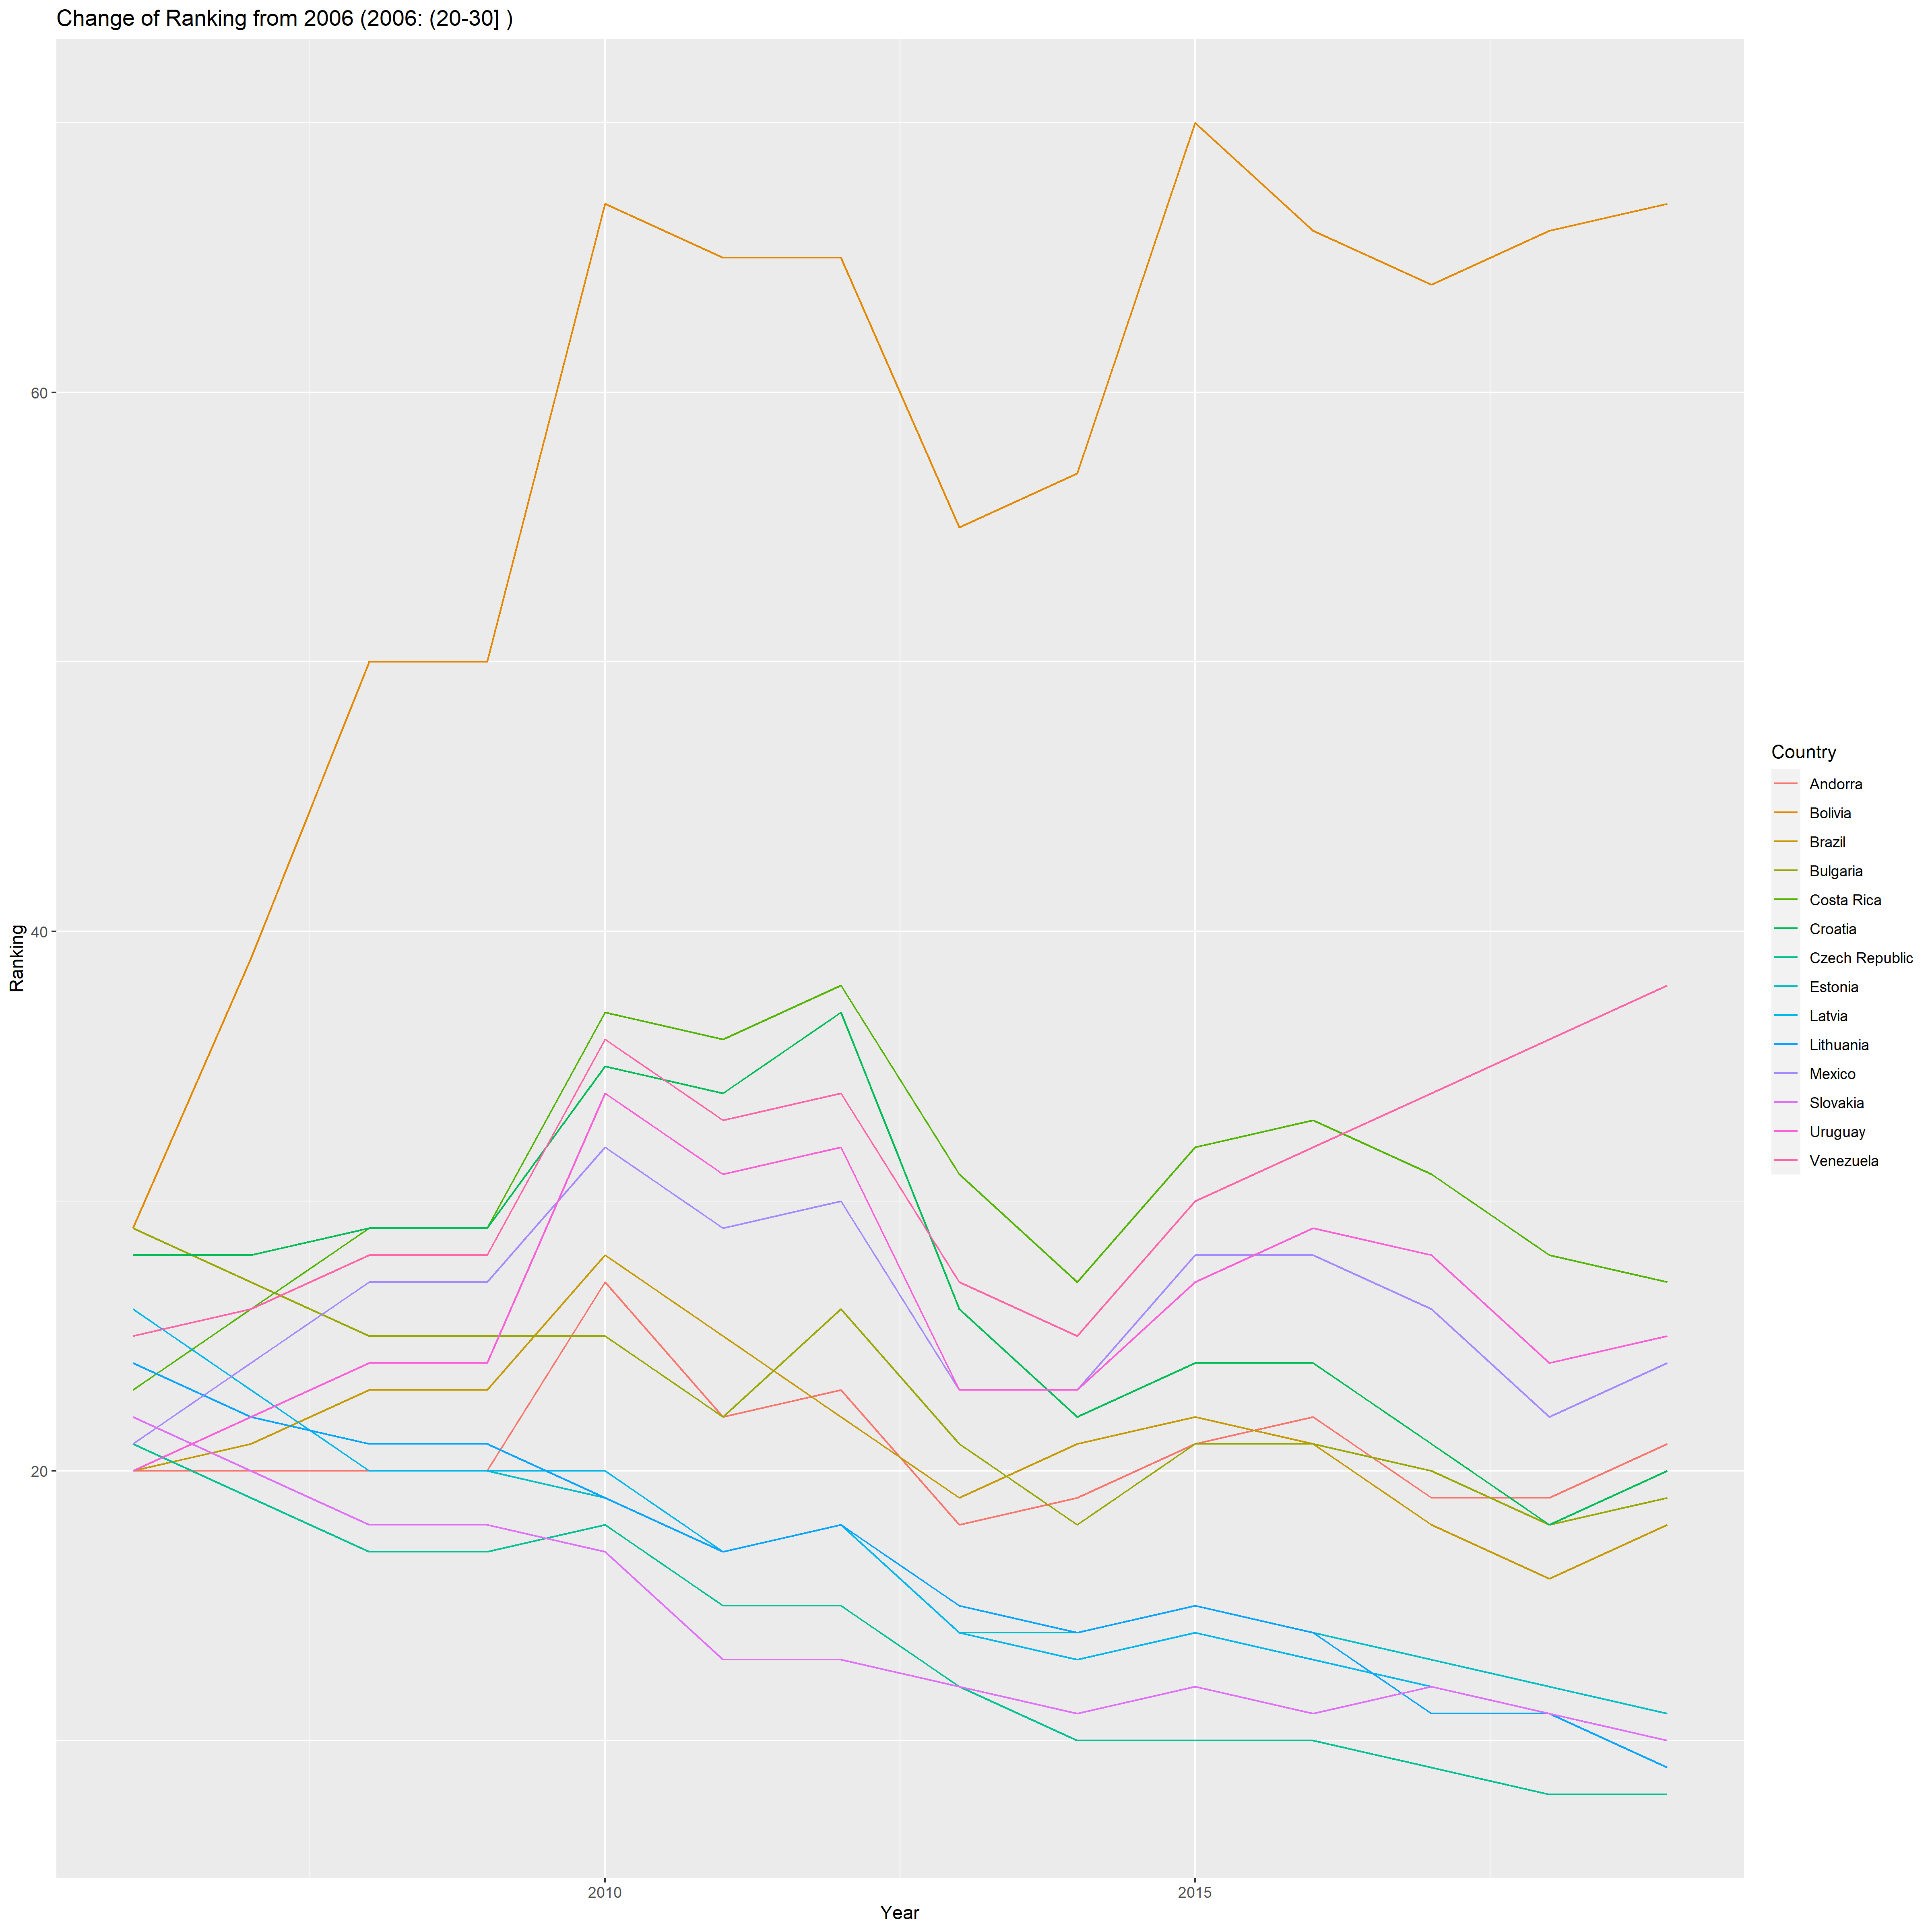 Change of Ranking from 2006 (2006: (20-30] )
60
40
20
Ranking
2010
2015
Year
Country
Andorra
Bolivia
Brazil
Bulgaria
Costa Rica
Croatia
Czech Republic
Estonia
Latvia
Lithuania
Mexico
Slovakia
Uruguay
Venezuela